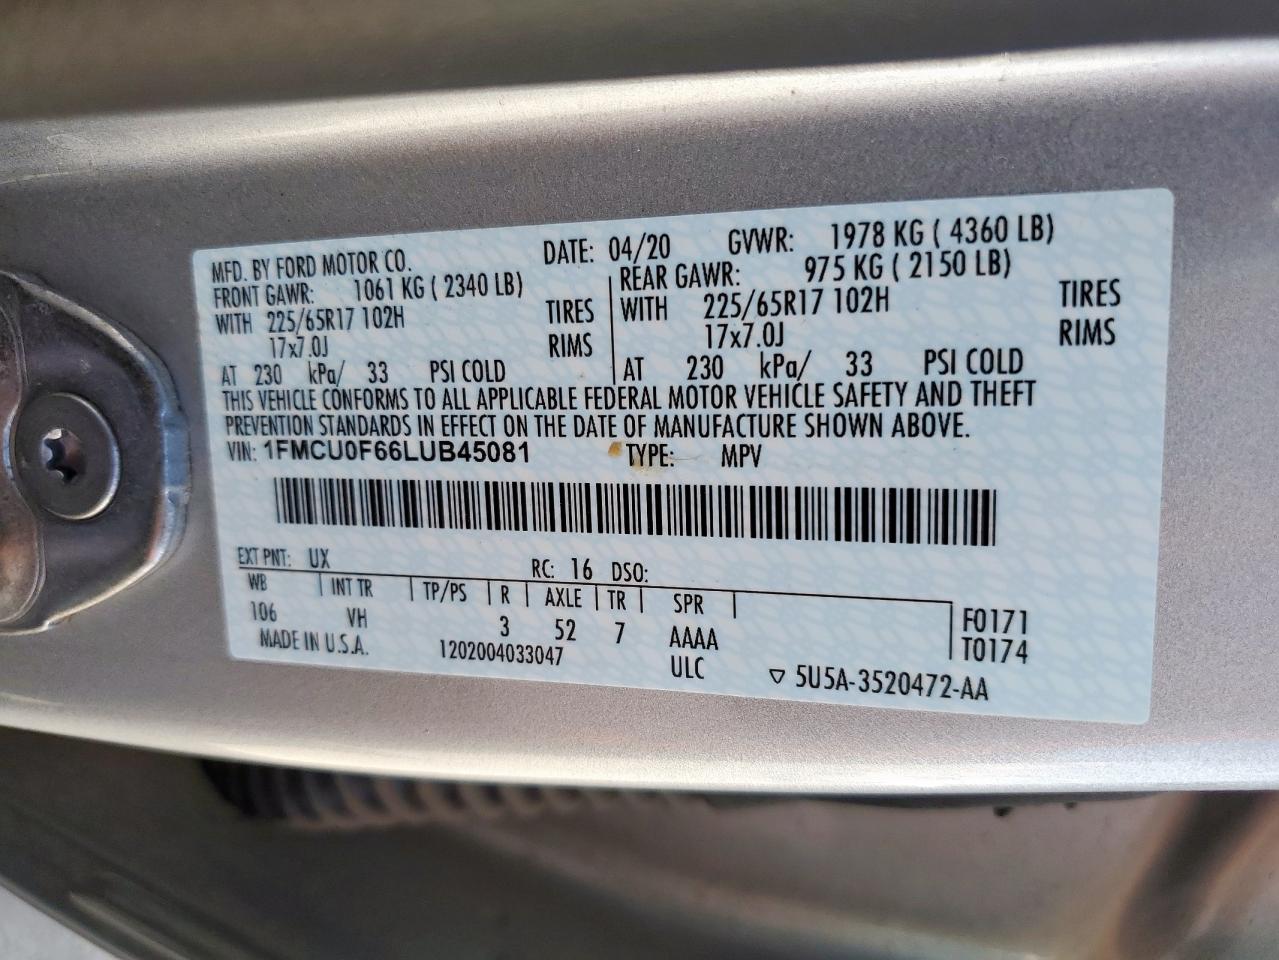 MFD. BY FORD MOTOR CO. DATE: 04/20 GVWR: 1978 KG ( 4360 LB)
FRONT GAWR: 1061 KG ( 2340 LB) REAR GAWR: 975 KG ( 2150 LB)
WITH 225/65R17 102H TIRES WITH 225/65R17 102H TIRES
17x7.0J RIMS 17x7.0J RIMS
AT 230 kPa/ 33 PSI COLD AT 230 kPa/ 33 PSI COLD
THIS VEHICLE CONFORMS TO ALL APPLICABLE FEDERAL MOTOR VEHICLE SAFETY AND THEFT
PREVENTION STANDARDS IN EFFECT ON THE DATE OF MANUFACTURE SHOWN ABOVE.
VIN: 1FMCU0F66LUB45081 TYPE: MPV
EXT PNT: UX RC: 16 DSO:
WB INT TR TP/PS R AXLE TR SPR F0171
106 VH 3 52 7 AAAA T0174
MADE IN U.S.A. 1202004033047 ULC ▽ 5U5A-3520472-AA